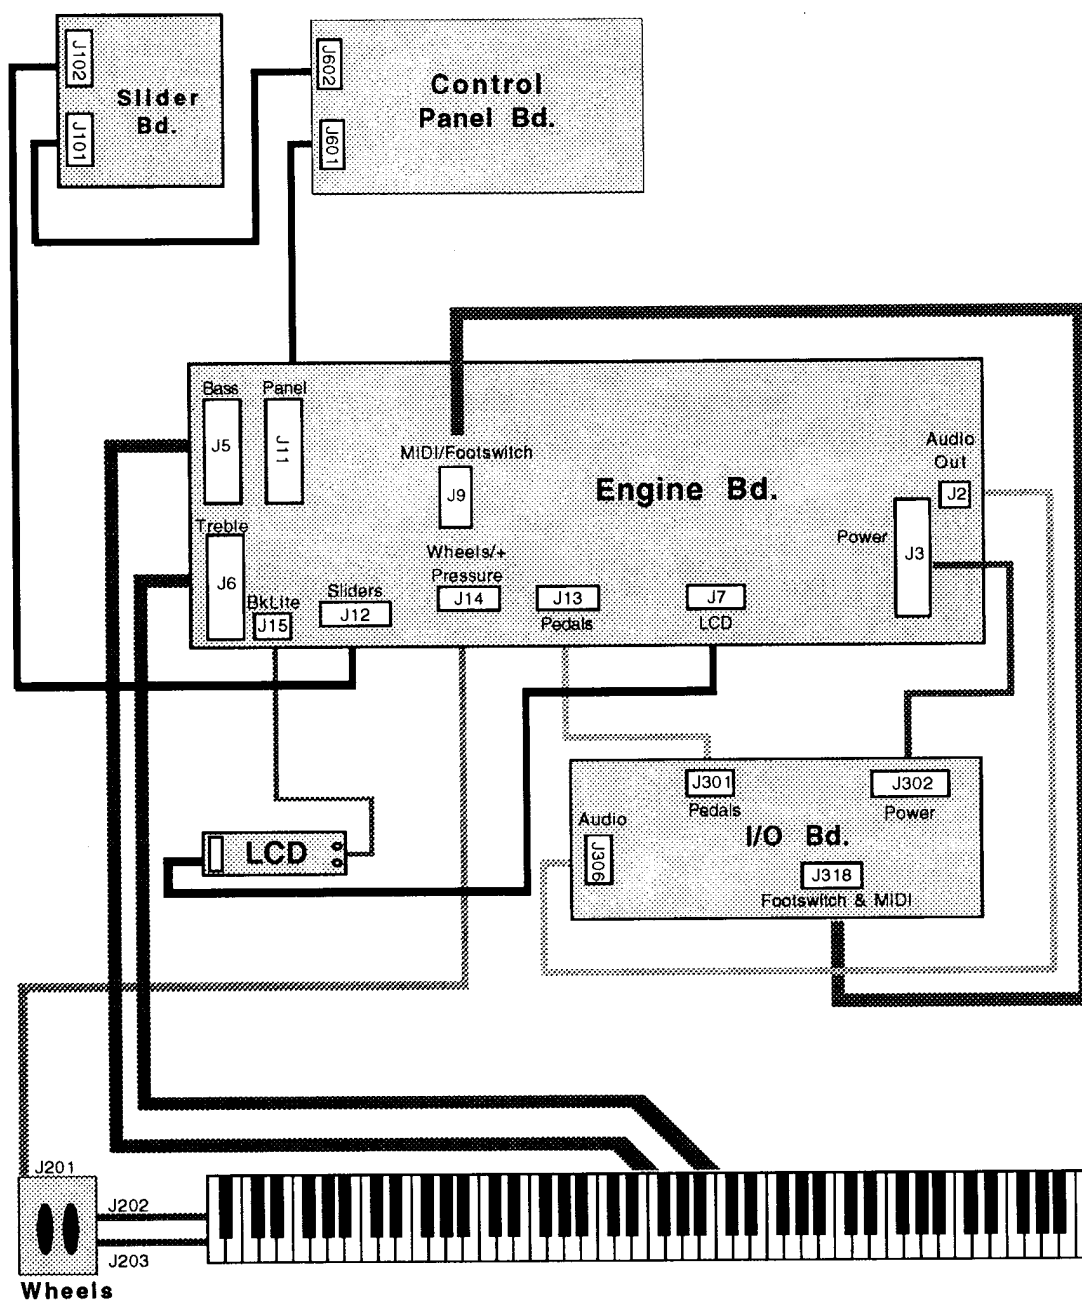 J102
Slider
Bd.
J101
J602
Control
Panel Bd.
J601
Bass
Panel
J5
J11
MIDI/Footswitch
J9
Engine Bd.
Audio
Out
J2
Treble
J6
Wheels/+
Pressure
J14
Power
J3
BkLite
J15
Sliders
J12
J13
Pedals
J7
LCD
J301
Pedals
J302
Power
Audio
J306
I/O Bd.
J318
Footswitch & MIDI
LCD
J201
J202
J203
Wheels